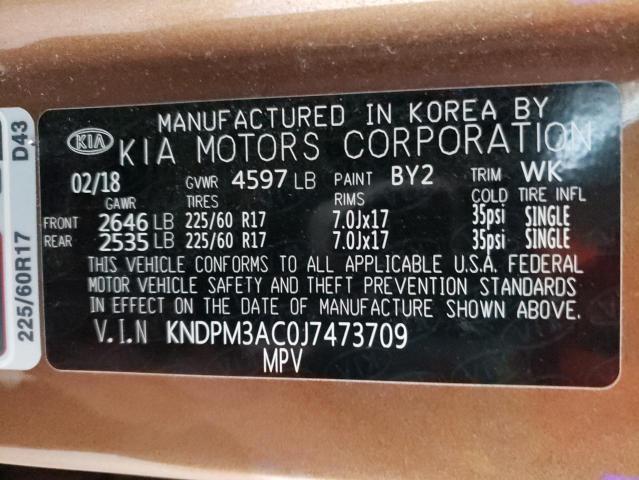 MANUFACTURED IN KOREA BY
KIA KIA MOTORS CORPORATION
02/18 GVWR 4597 LB PAINT BY2 TRIM WK
GAWR TIRES RIMS COLD TIRE INFL
FRONT 2646 LB 225/60 R17 7.0Jx17 35psi SINGLE
REAR 2535 LB 225/60 R17 7.0Jx17 35psi SINGLE
THIS VEHICLE CONFORMS TO ALL APPLICABLE U.S.A. FEDERAL
MOTOR VEHICLE SAFETY AND THEFT PREVENTION STANDARDS
IN EFFECT ON THE DATE OF MANUFACTURE SHOWN ABOVE.
V.I.N KNDPM3AC0J7473709
MPV
225/60R17 D43